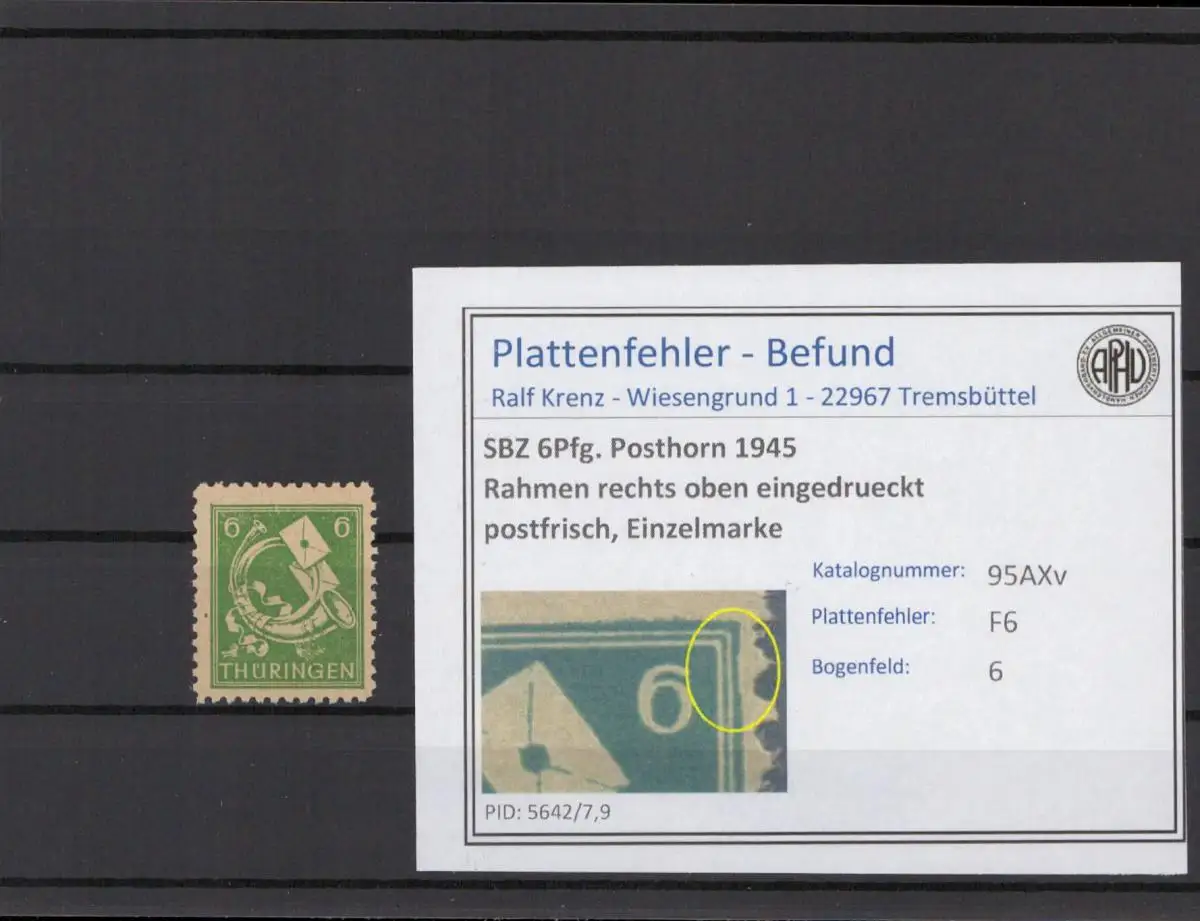 6 6
THÜRINGEN
Plattenfehler - Befund
Ralf Krenz - Wiesengrund 1 - 22967 Tremsbüttel
APHV
SBZ 6Pfg. Posthorn 1945
Rahmen rechts oben eingedrueckt
postfrisch, Einzelmarke
Katalognummer: 95AXv
Plattenfehler: F6
Bogenfeld: 6
6
PID: 5642/7,9